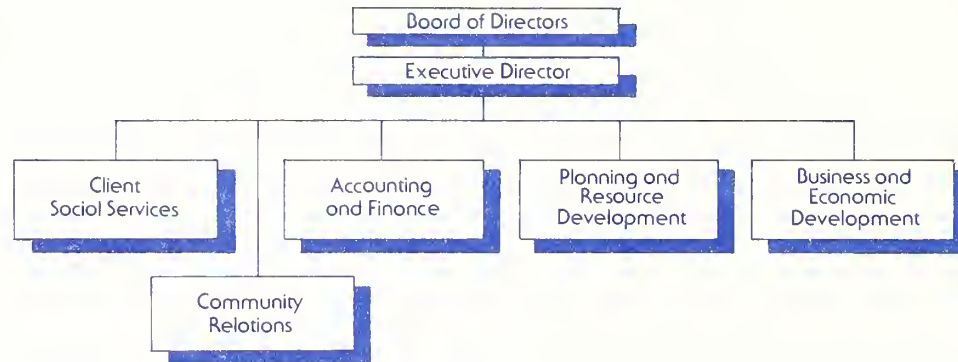 Board of Directors
Executive Director
Client
Social Services
Accounting
and Finance
Planning and
Resource
Development
Business and
Economic
Development
Community
Relations